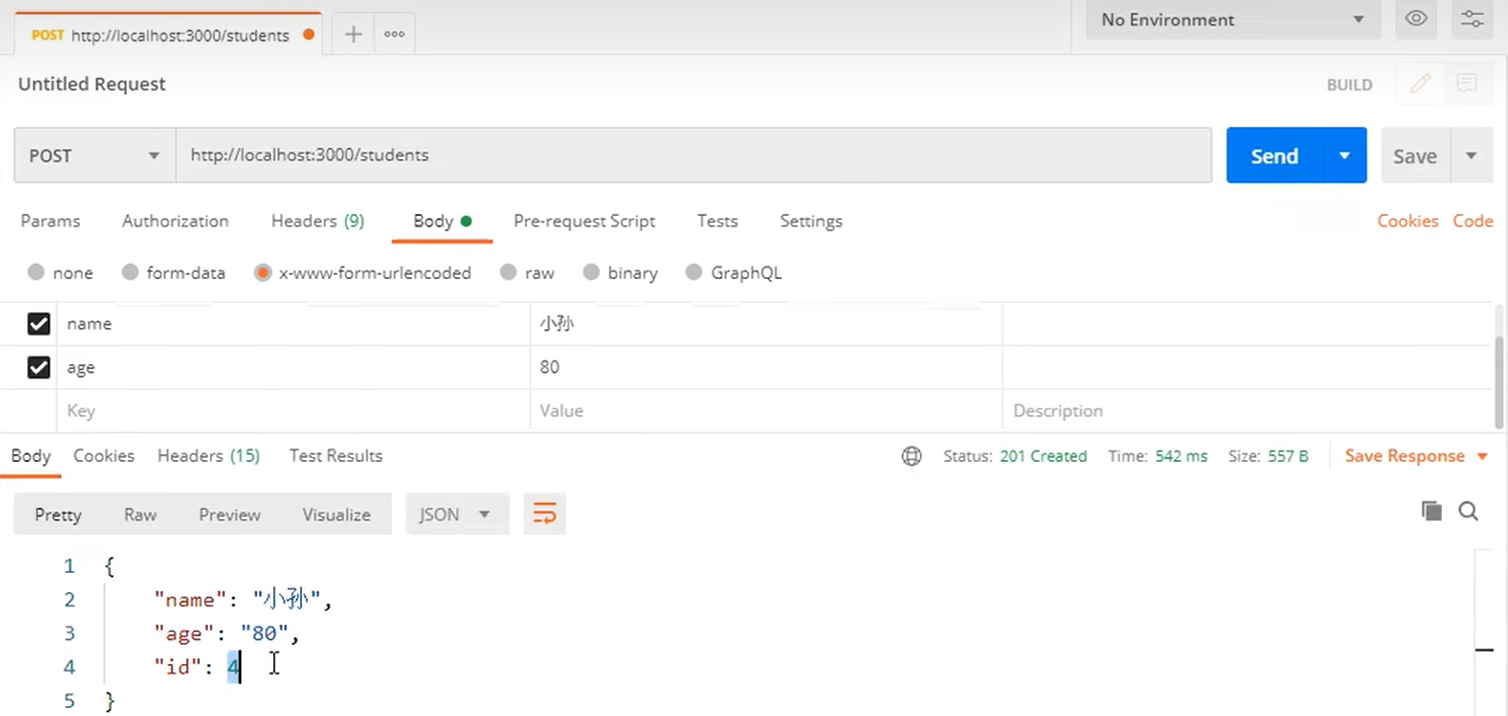 POST http://localhost:3000/students
No Environment
Untitled Request
BUILD
POST http://localhost:3000/students Send Save
Params Authorization Headers (9) Body Pre-request Script Tests Settings Cookies Code
none form-data x-www-form-urlencoded raw binary GraphQL
name 小孙
age 80
Key Value Description
Body Cookies Headers (15) Test Results Status: 201 Created Time: 542 ms Size: 557 B Save Response
Pretty Raw Preview Visualize JSON
1 {
2 "name": "小孙",
3 "age": "80",
4 "id": 4
5 }